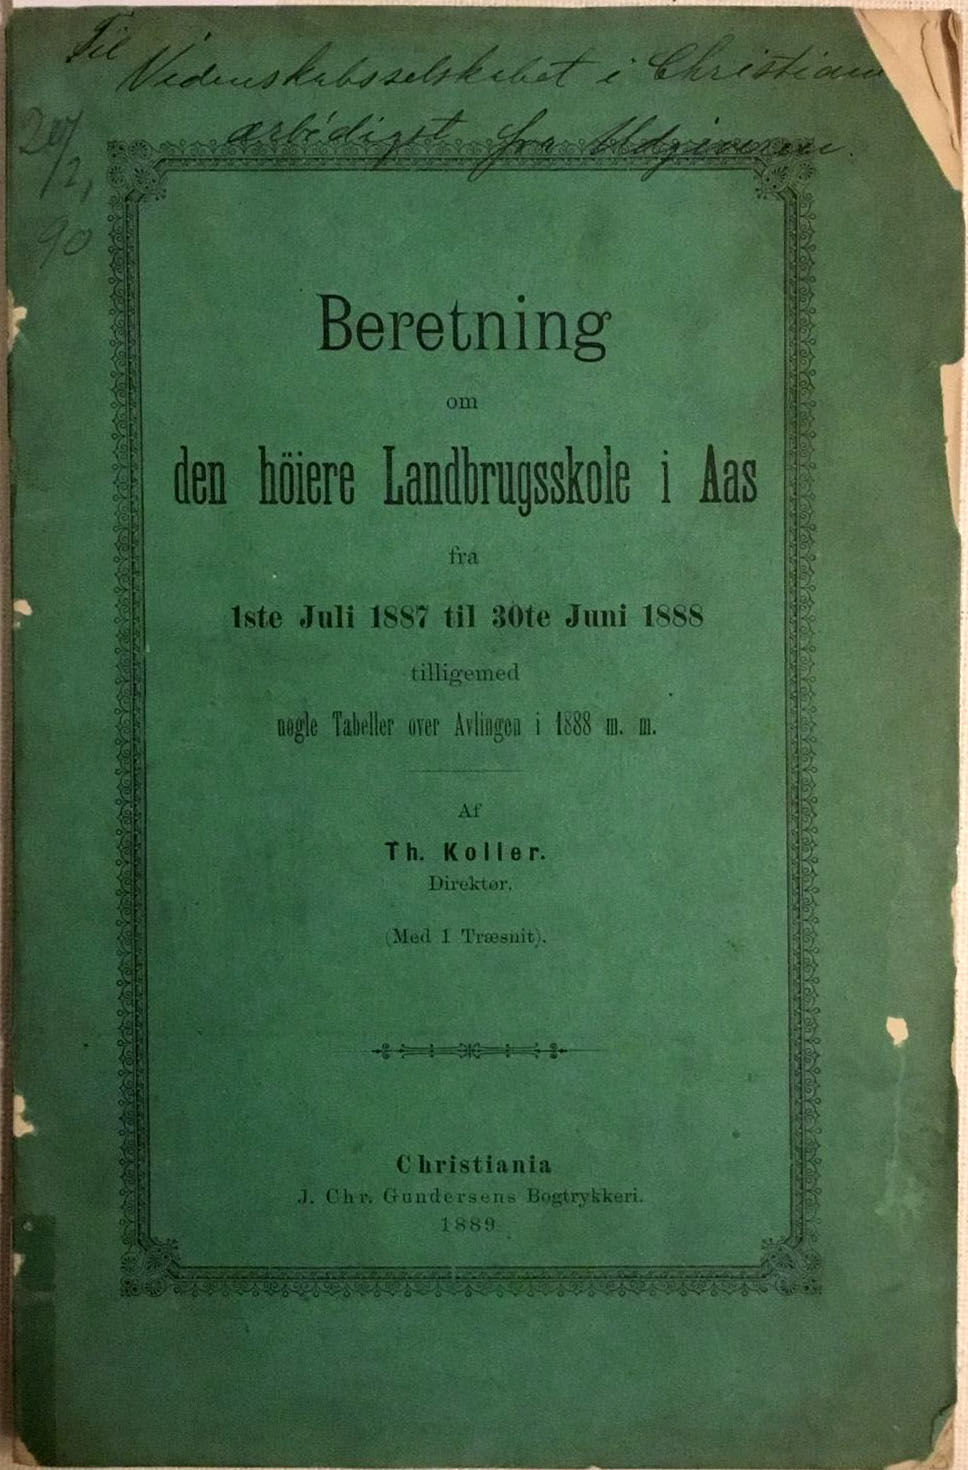 Til
Videnskabsselskabet i Christiania
ærbödigst fra Udgiveren.
20/2,
90
Beretning
om
den höiere Landbrugsskole i Aas
fra
1ste Juli 1887 til 30te Juni 1888
tilligemed
nogle Tabeller over Avlingen i 1888 m. m.
Af
Th. Koller.
Direktør.
(Med 1 Træsnit).
Christiania
J. Chr. Gundersens Bogtrykkeri.
1889